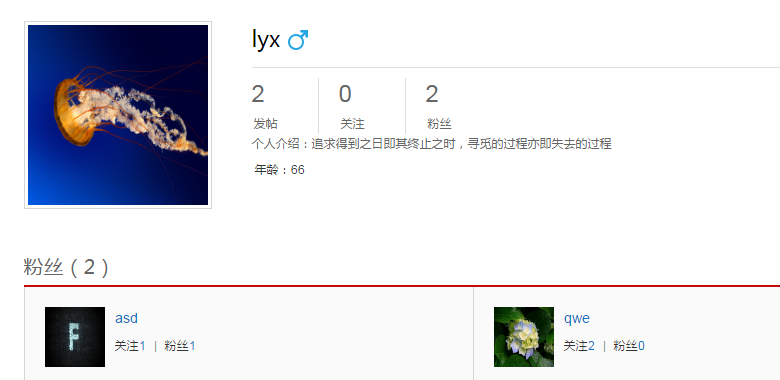 lyx
2 0 2
发帖 关注 粉丝
个人介绍：追求得到之日即其终止之时，寻觅的过程亦即失去的过程
年龄：66
粉丝（2）
F
asd
关注1 | 粉丝1
qwe
关注2 | 粉丝0